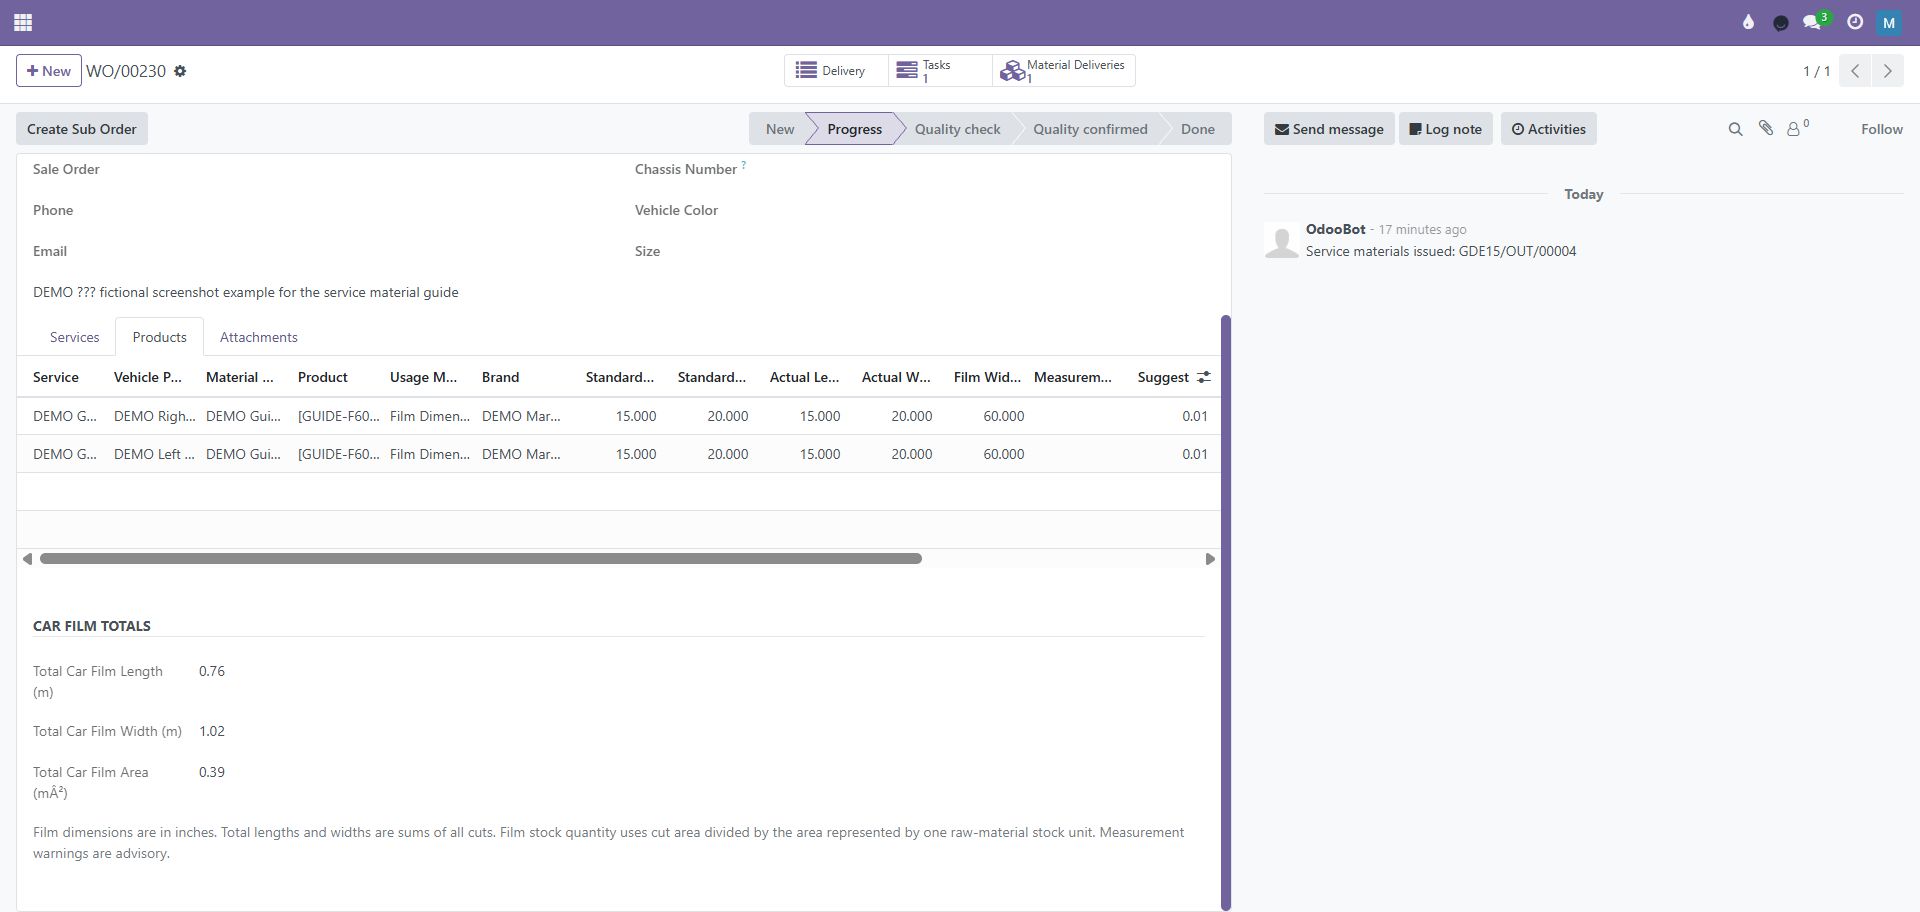 3
M
New
WO/00230
Delivery
Tasks
1
Material Deliveries
1
1 / 1
Create Sub Order
New
Progress
Quality check
Quality confirmed
Done
Send message
Log note
Activities
0
Follow
Sale Order
Chassis Number ?
Phone
Vehicle Color
Email
Size
DEMO ??? fictional screenshot example for the service material guide
Services
Products
Attachments
Service Vehicle P... Material ... Product Usage M... Brand Standard... Standard... Actual Le... Actual W... Film Wid... Measurem... Suggest
DEMO G... DEMO Righ... DEMO Gui... [GUIDE-F60... Film Dimen... DEMO Mar... 15.000 20.000 15.000 20.000 60.000 0.01
DEMO G... DEMO Left ... DEMO Gui... [GUIDE-F60... Film Dimen... DEMO Mar... 15.000 20.000 15.000 20.000 60.000 0.01
CAR FILM TOTALS
Total Car Film Length
(m)
0.76
Total Car Film Width (m) 1.02
Total Car Film Area
(mÂ²)
0.39
Film dimensions are in inches. Total lengths and widths are sums of all cuts. Film stock quantity uses cut area divided by the area represented by one raw-material stock unit. Measurement
warnings are advisory.
Today
OdooBot - 17 minutes ago
Service materials issued: GDE15/OUT/00004